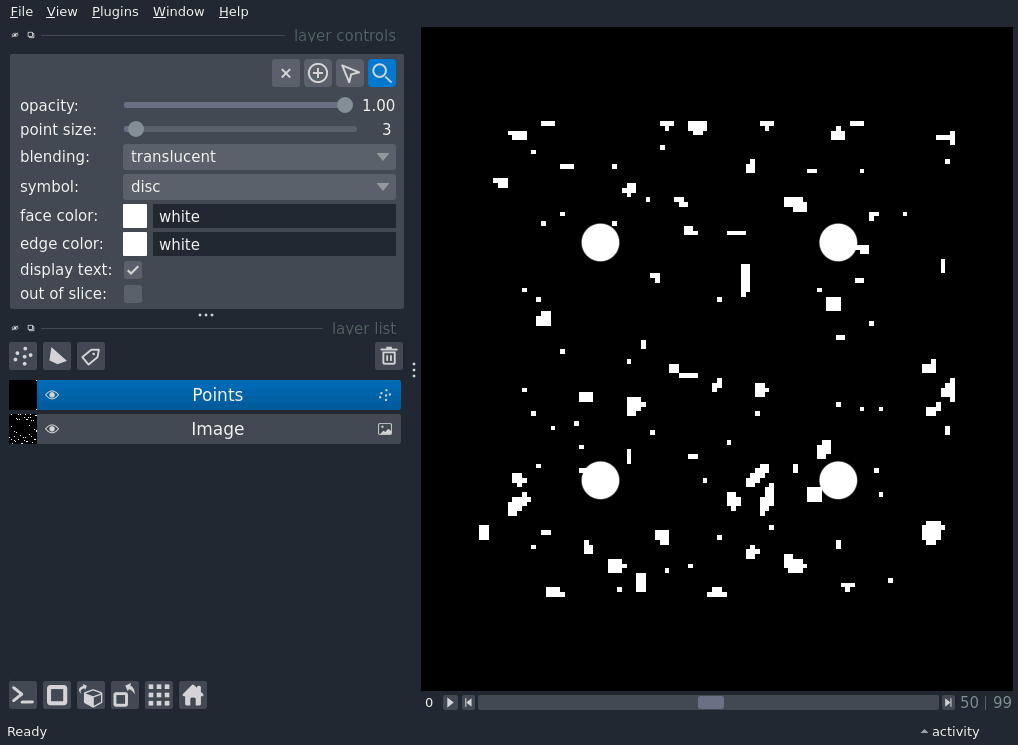 File View Plugins Window Help
layer controls
opacity: 1.00
point size: 3
blending: translucent
symbol: disc
face color: white
edge color: white
display text:
out of slice:
layer list
Points
Image
0 50 | 99
Ready activity